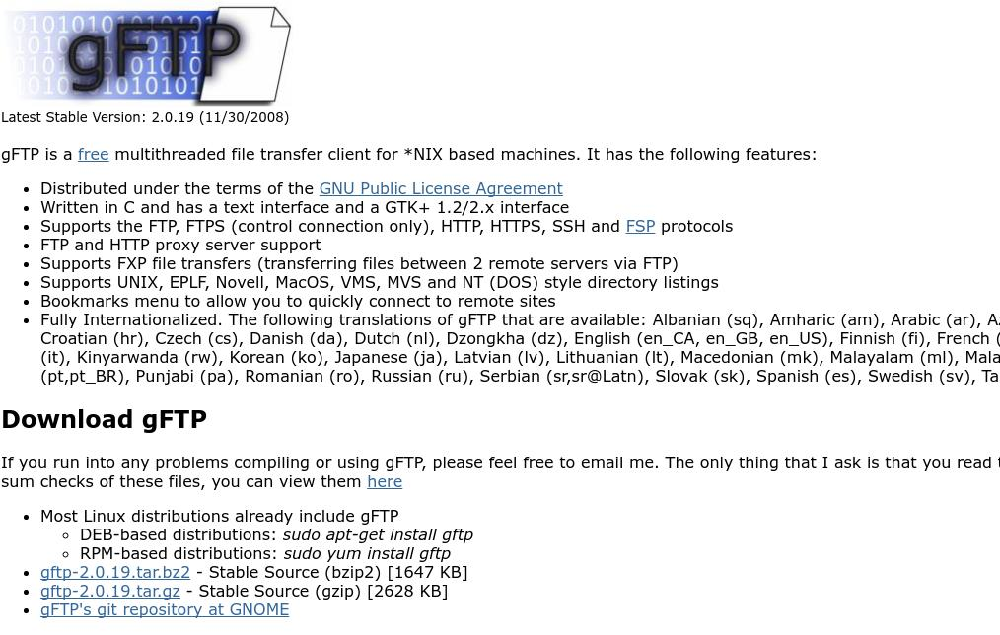 gFTP
Latest Stable Version: 2.0.19 (11/30/2008)
gFTP is a free multithreaded file transfer client for *NIX based machines. It has the following features:
• Distributed under the terms of the GNU Public License Agreement
• Written in C and has a text interface and a GTK+ 1.2/2.x interface
• Supports the FTP, FTPS (control connection only), HTTP, HTTPS, SSH and FSP protocols
• FTP and HTTP proxy server support
• Supports FXP file transfers (transferring files between 2 remote servers via FTP)
• Supports UNIX, EPLF, Novell, MacOS, VMS, MVS and NT (DOS) style directory listings
• Bookmarks menu to allow you to quickly connect to remote sites
• Fully Internationalized. The following translations of gFTP that are available: Albanian (sq), Amharic (am), Arabic (ar),
Croatian (hr), Czech (cs), Danish (da), Dutch (nl), Dzongkha (dz), English (en_CA, en_GB, en_US), Finnish (fi), French (
(it), Kinyarwanda (rw), Korean (ko), Japanese (ja), Latvian (lv), Lithuanian (lt), Macedonian (mk), Malayalam (ml),
(pt,pt_BR), Punjabi (pa), Romanian (ro), Russian (ru), Serbian (sr,sr@Latn), Slovak (sk), Spanish (es), Swedish (sv),
Download gFTP
If you run into any problems compiling or using gFTP, please feel free to email me. The only thing that I ask is that you read
sum checks of these files, you can view them here
• Most Linux distributions already include gFTP
◦ DEB-based distributions: sudo apt-get install gftp
◦ RPM-based distributions: sudo yum install gftp
• gftp-2.0.19.tar.bz2 - Stable Source (bzip2) [1647 KB]
• gftp-2.0.19.tar.gz - Stable Source (gzip) [2628 KB]
• gFTP's git repository at GNOME